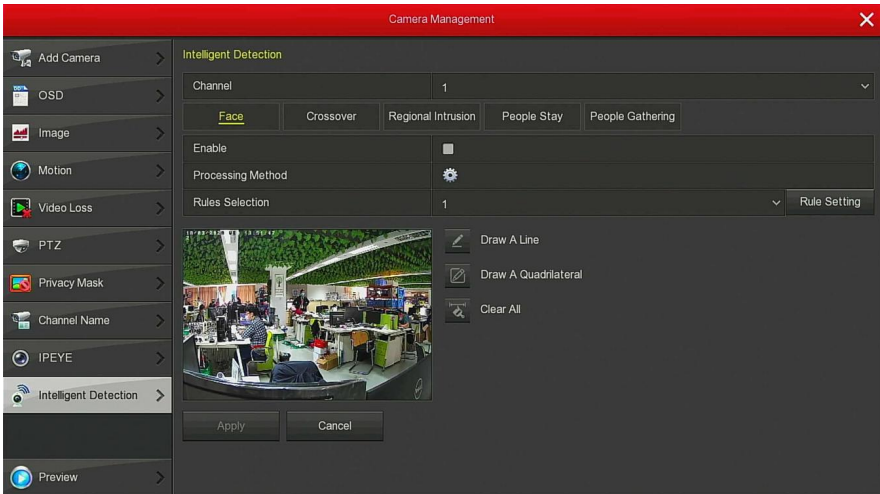 Camera Management
Add Camera
OSD
Image
Motion
Video Loss
PTZ
Privacy Mask
Channel Name
IPEYE
Intelligent Detection
Preview
Intelligent Detection
Channel 1
Face Crossover Regional Intrusion People Stay People Gathering
Enable
Processing Method
Rules Selection 1 Rule Setting
Draw A Line
Draw A Quadrilateral
Clear All
Apply Cancel